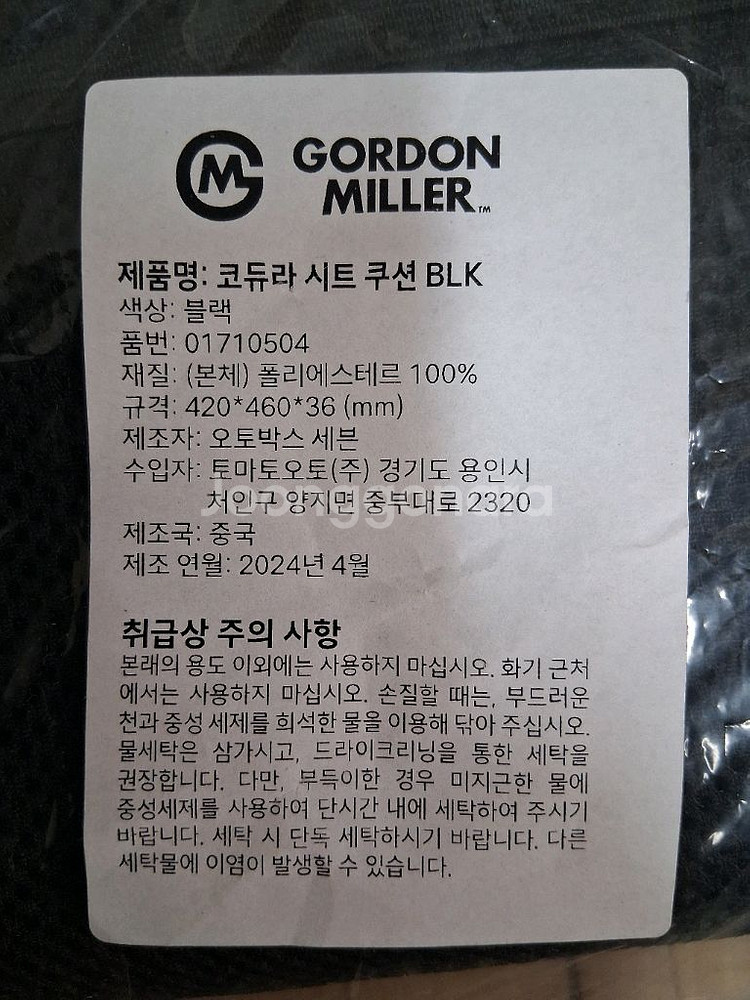 GM
GORDON
MILLER™
제품명: 코듀라 시트 쿠션 BLK
색상: 블랙
품번: 01710504
재질: (본체) 폴리에스테르 100%
규격: 420*460*36 (mm)
제조자: 오토박스 세븐
수입자: 토마토오토(주) 경기도 용인시
처인구 양지면 중부대로 2320
제조국: 중국
제조 연월: 2024년 4월
취급상 주의 사항
본래의 용도 이외에는 사용하지 마십시오. 화기 근처
에서는 사용하지 마십시오. 손질할 때는, 부드러운
천과 중성 세제를 희석한 물을 이용해 닦아 주십시오.
물세탁은 삼가시고, 드라이크리닝을 통한 세탁을
권장합니다. 다만, 부득이한 경우 미지근한 물에
중성세제를 사용하여 단시간 내에 세탁하여 주시기
바랍니다. 세탁 시 단독 세탁하시기 바랍니다. 다른
세탁물에 이염이 발생할 수 있습니다.